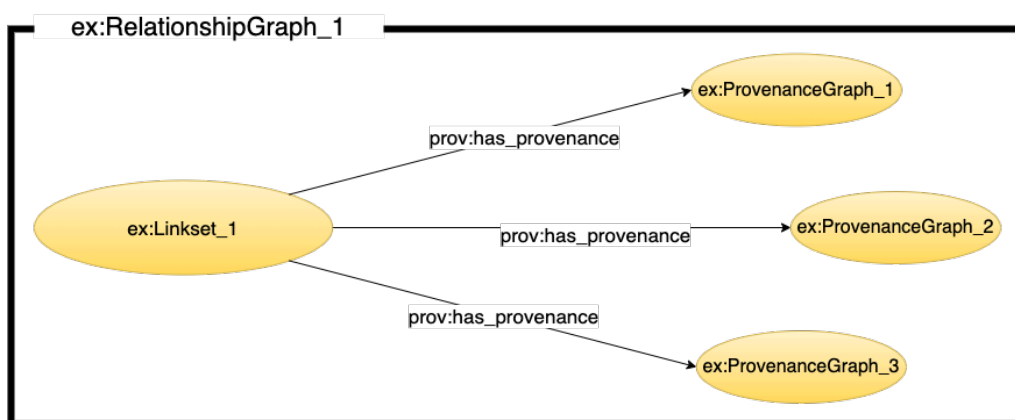 ex:RelationshipGraph_1
ex:ProvenanceGraph_1
prov:has_provenance
ex:Linkset_1
prov:has_provenance
ex:ProvenanceGraph_2
prov:has_provenance
ex:ProvenanceGraph_3